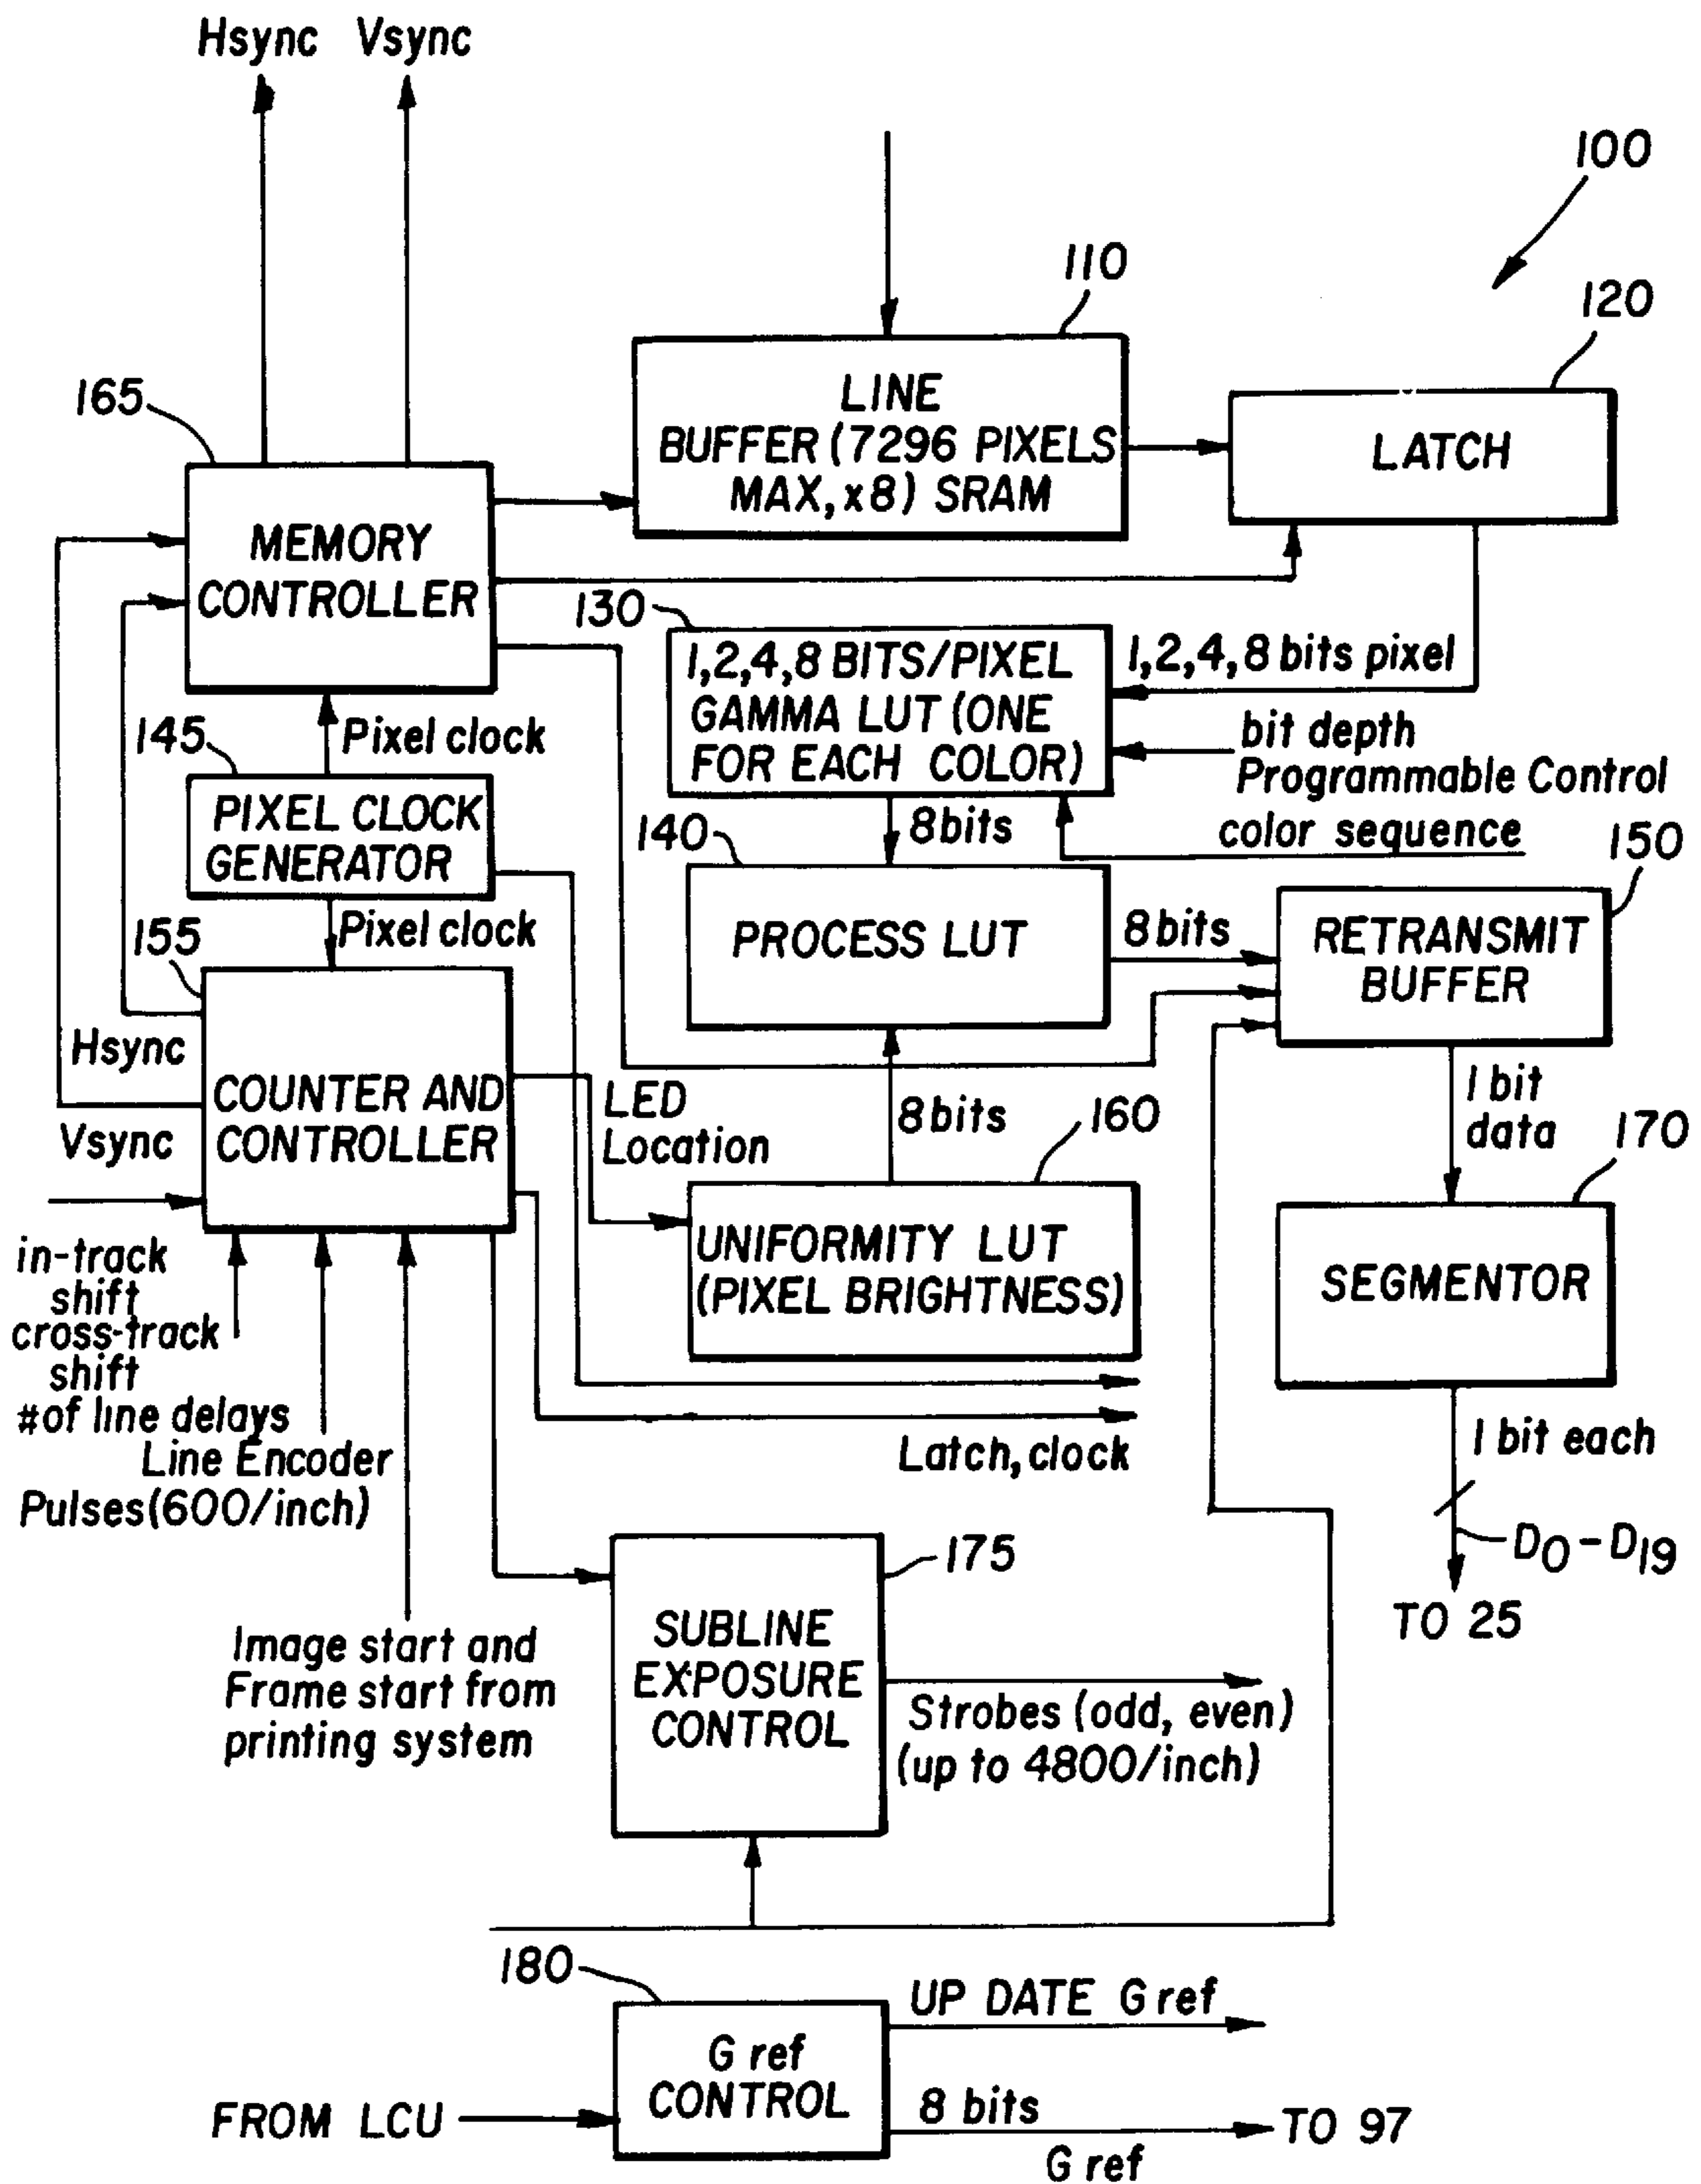 Hsync Vsync
100
110
120
165
LINE
BUFFER (7296 PIXELS
MAX, x8) SRAM
LATCH
MEMORY
CONTROLLER
130
1,2,4,8 BITS/PIXEL
GAMMA LUT (ONE
FOR EACH COLOR)
1,2,4,8 bits pixel
bit depth
Programmable Control
color sequence
145
Pixel clock
PIXEL CLOCK
GENERATOR
8 bits
140
150
Pixel clock
155
PROCESS LUT
8 bits
RETRANSMIT
BUFFER
Hsync
COUNTER AND
CONTROLLER
Vsync
LED
Location
8 bits
160
1 bit
data
170
UNIFORMITY LUT
(PIXEL BRIGHTNESS)
SEGMENTOR
in-track
shift
cross-track
shift
# of line delays
Line Encoder
Pulses (600/inch)
Latch, clock
1 bit each
D0-D19
TO 25
175
Image start and
Frame start from
printing system
SUBLINE
EXPOSURE
CONTROL
Strobes (odd, even)
(up to 4800/inch)
180
UP DATE G ref
G ref
CONTROL
FROM LCU
8 bits
G ref
TO 97